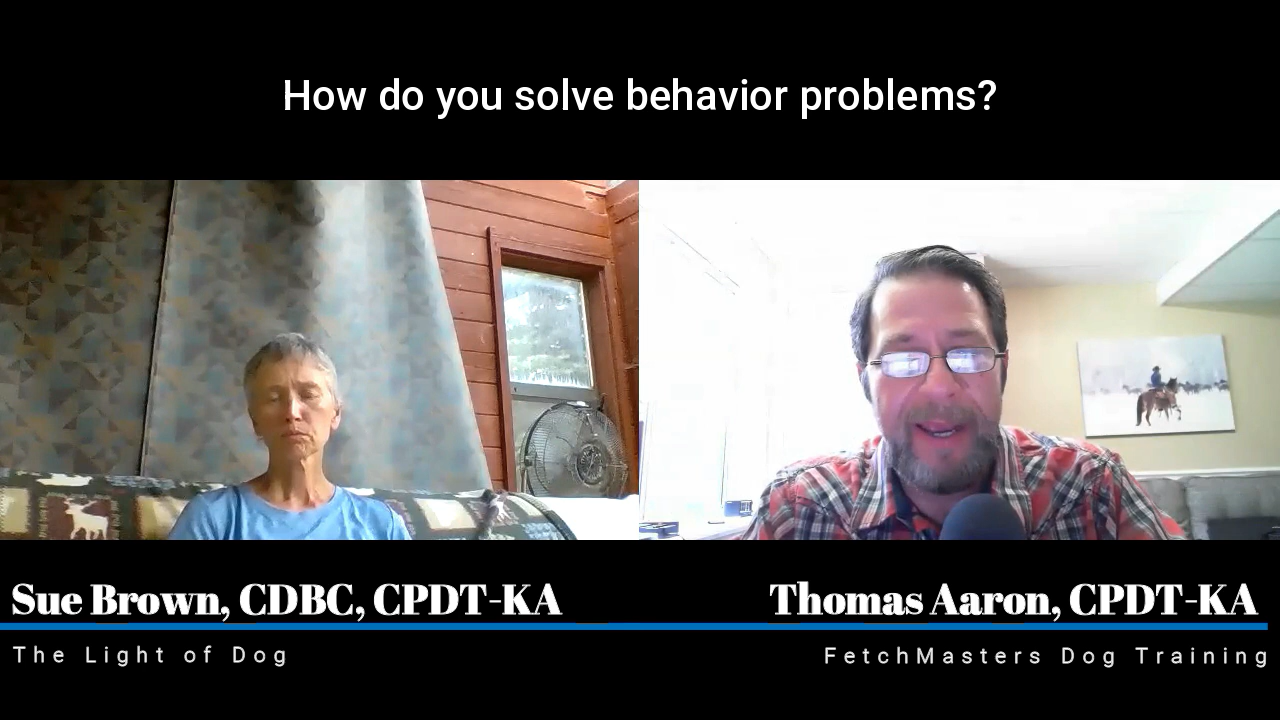 How do you solve behavior problems?
Sue Brown, CDBC, CPDT-KA
Thomas Aaron, CPDT-KA
The Light of Dog
FetchMasters Dog Training